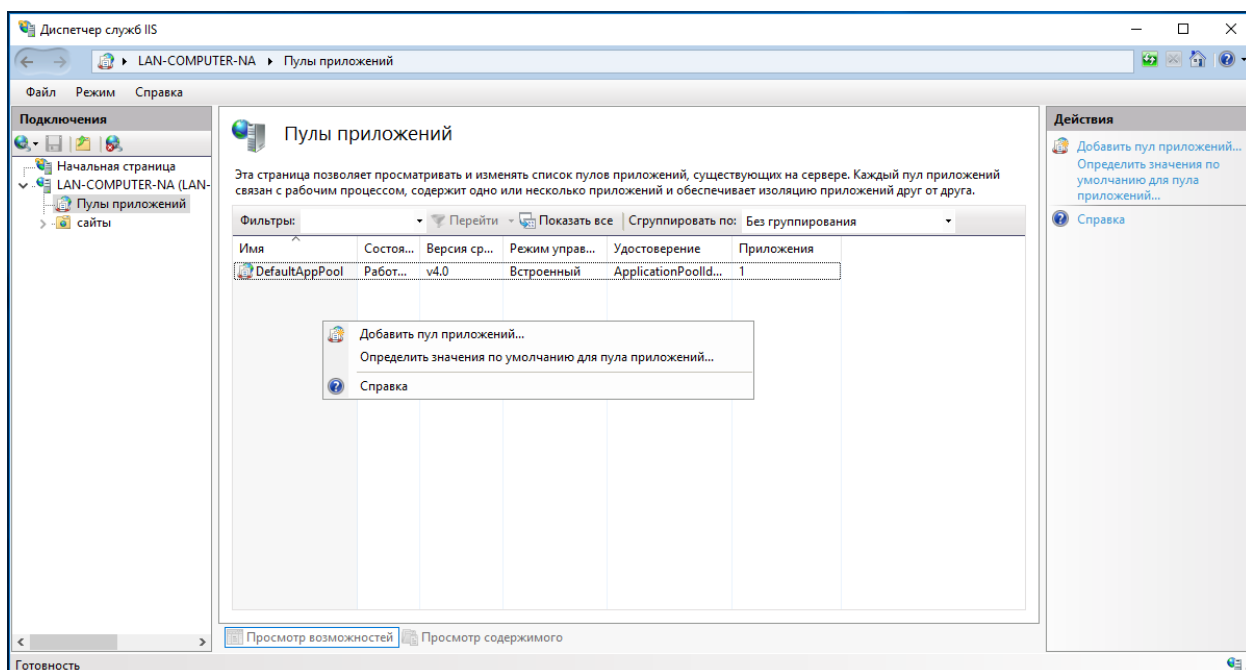 Диспетчер служб IIS
LAN-COMPUTER-NA
Пулы приложений
Файл
Режим
Справка
Подключения
Начальная страница
LAN-COMPUTER-NA (LAN-
Пулы приложений
сайты
Пулы приложений
Эта страница позволяет просматривать и изменять список пулов приложений, существующих на сервере. Каждый пул приложений
связан с рабочим процессом, содержит одно или несколько приложений и обеспечивает изоляцию приложений друг от друга.
Фильтры:
Перейти
Показать все
Сгруппировать по:
Без группирования
Имя
Состоя...
Версия ср...
Режим управ...
Удостоверение
Приложения
DefaultAppPool
Работ...
v4.0
Встроенный
ApplicationPoolId...
1
Добавить пул приложений...
Определить значения по умолчанию для пула приложений...
Справка
Просмотр возможностей
Просмотр содержимого
Действия
Добавить пул приложений...
Определить значения по
умолчанию для пула
приложений...
Справка
Готовность